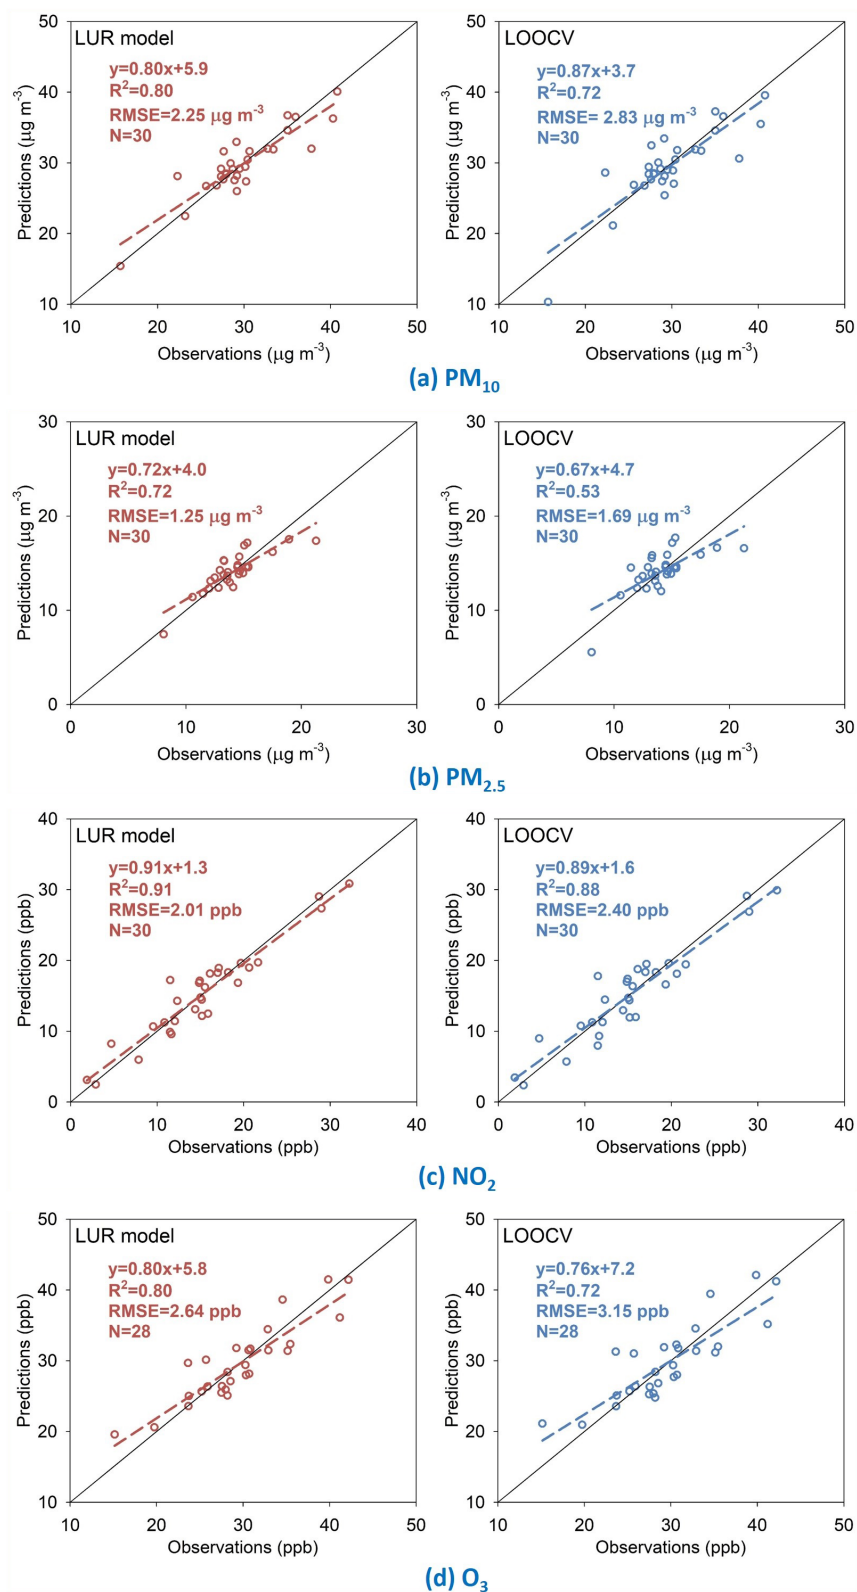 LUR model
y=0.80x+5.9
R²=0.80
RMSE=2.25 μg m⁻³
N=30
50
40
30
20
10
10 20 30 40 50
Predictions (μg m⁻³)
Observations (μg m⁻³)
LOOCV
y=0.87x+3.7
R²=0.72
RMSE= 2.83 μg m⁻³
N=30
50
40
30
20
10
10 20 30 40 50
Predictions (μg m⁻³)
Observations (μg m⁻³)
(a) PM₁₀
LUR model
y=0.72x+4.0
R²=0.72
RMSE=1.25 μg m⁻³
N=30
30
20
10
0
0 10 20 30
Predictions (μg m⁻³)
Observations (μg m⁻³)
LOOCV
y=0.67x+4.7
R²=0.53
RMSE=1.69 μg m⁻³
N=30
30
20
10
0
0 10 20 30
Predictions (μg m⁻³)
Observations (μg m⁻³)
(b) PM₂.₅
LUR model
y=0.91x+1.3
R²=0.91
RMSE=2.01 ppb
N=30
40
30
20
10
0
0 10 20 30 40
Predictions (ppb)
Observations (ppb)
LOOCV
y=0.89x+1.6
R²=0.88
RMSE=2.40 ppb
N=30
40
30
20
10
0
0 10 20 30 40
Predictions (ppb)
Observations (ppb)
(c) NO₂
LUR model
y=0.80x+5.8
R²=0.80
RMSE=2.64 ppb
N=28
50
40
30
20
10
10 20 30 40 50
Predictions (ppb)
Observations (ppb)
LOOCV
y=0.76x+7.2
R²=0.72
RMSE=3.15 ppb
N=28
50
40
30
20
10
10 20 30 40 50
Predictions (ppb)
Observations (ppb)
(d) O₃